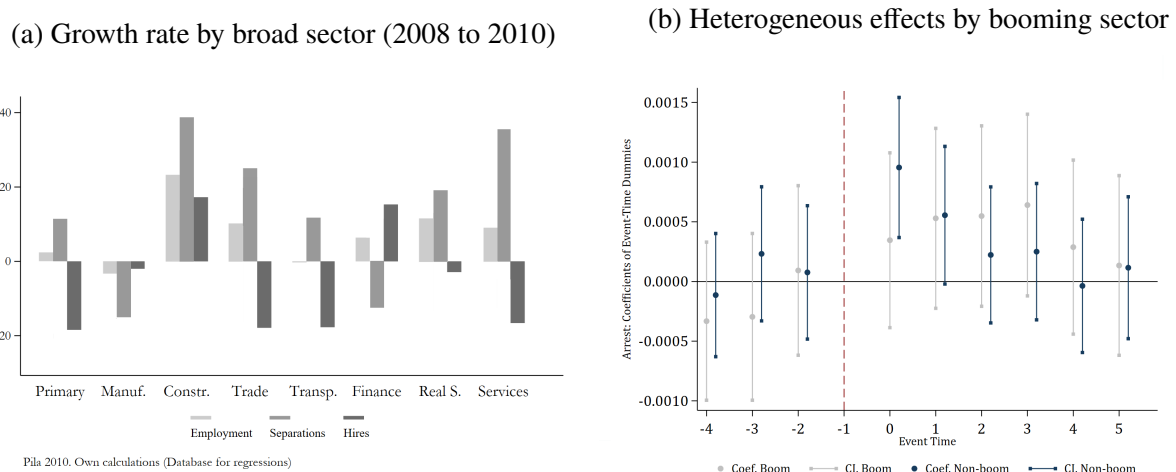 (a) Growth rate by broad sector (2008 to 2010)
40
20
0
20
Primary Manuf. Constr. Trade Transp. Finance Real S. Services
Employment Separations Hires
Pila 2010. Own calculations (Database for regressions)
(b) Heterogeneous effects by booming sector
Arrest: Coefficients of Event-Time Dummies
0.0015
0.0010
0.0005
0.0000
-0.0005
-0.0010
-4 -3 -2 -1 0 1 2 3 4 5
Event Time
Coef. Boom CI. Boom Coef. Non-boom CI. Non-boom